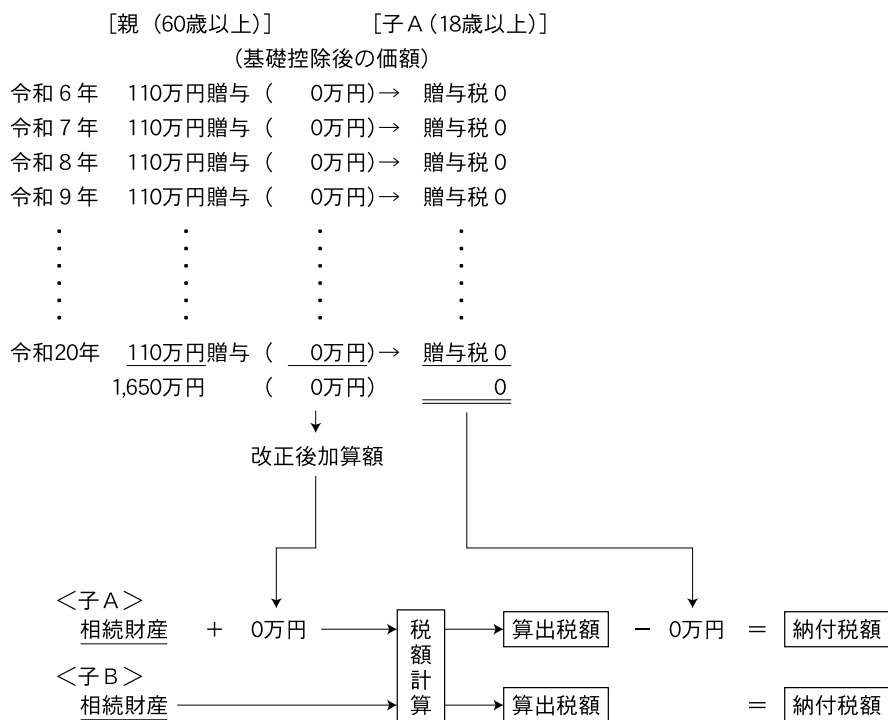 [親（60歳以上）]　[子A（18歳以上）]
（基礎控除後の価額）
令和6年　110万円贈与（　0万円）→　贈与税0
令和7年　110万円贈与（　0万円）→　贈与税0
令和8年　110万円贈与（　0万円）→　贈与税0
令和9年　110万円贈与（　0万円）→　贈与税0
令和20年　110万円贈与（　0万円）→　贈与税0
1,650万円　（　0万円）　0
改正後加算額
＜子A＞
相続財産　＋　0万円　税額計算　算出税額　－　0万円　＝　納付税額
＜子B＞
相続財産　算出税額　＝　納付税額